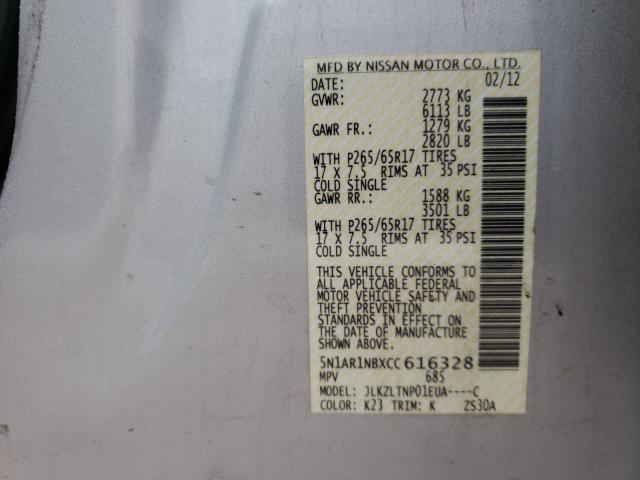 MFD BY NISSAN MOTOR CO., LTD.
DATE: 02/12
GVWR: 2773 KG
6113 LB
GAWR FR.: 1279 KG
2820 LB
WITH P265/65R17 TIRES
17 X 7.5 RIMS AT 35 PSI
COLD SINGLE
GAWR RR.: 1588 KG
3501 LB
WITH P265/65R17 TIRES
17 X 7.5 RIMS AT 35 PSI
COLD SINGLE
THIS VEHICLE CONFORMS TO
ALL APPLICABLE FEDERAL
MOTOR VEHICLE SAFETY AND
THEFT PREVENTION
STANDARDS IN EFFECT ON
THE DATE OF MANUFACTURE
SHOWN ABOVE.
5N1AR1NBXCC616328
MPV 685
MODEL: JLKZLTNP01EUA----C
COLOR: K23 TRIM: K ZS30A